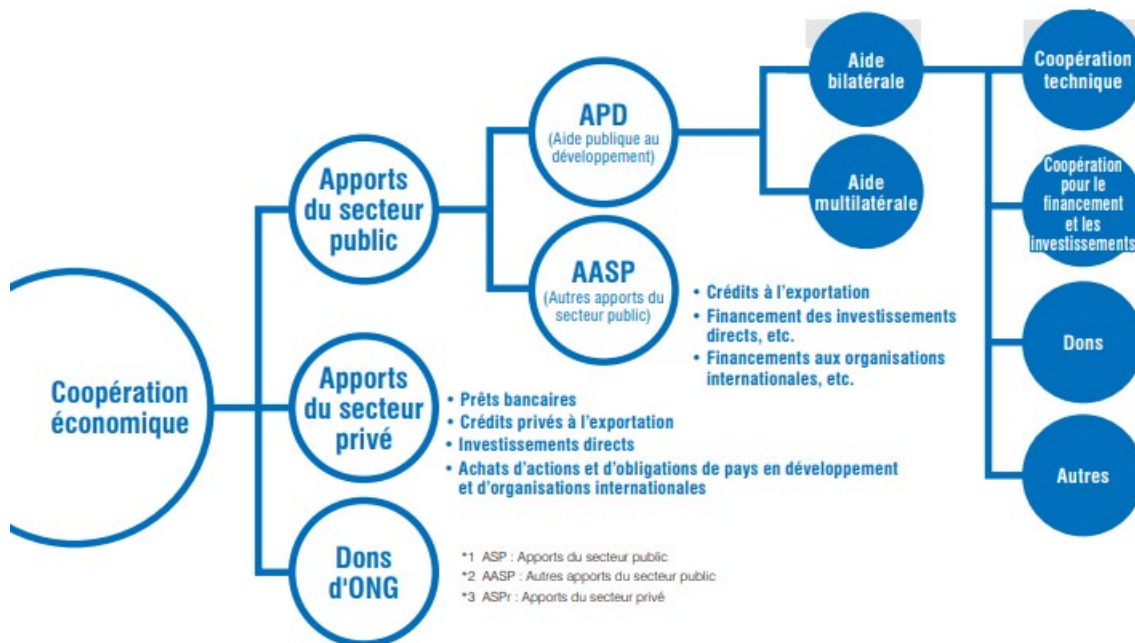 Coopération
économique
Apports
du secteur
public
Apports
du secteur
privé
Dons
d'ONG
APD
(Aide publique au
développement)
AASP
(Autres apports du
secteur public)
• Crédits à l'exportation
• Financement des investissements
directs, etc.
• Financements aux organisations
internationales, etc.
• Prêts bancaires
• Crédits privés à l'exportation
• Investissements directs
• Achats d'actions et d'obligations de pays en développement
et d'organisations internationales
Aide
bilatérale
Aide
multilatérale
Coopération
technique
Coopération
pour le
financement
et les
investissements
Dons
Autres
*1 ASP : Apports du secteur public
*2 AASP : Autres apports du secteur public
*3 ASPr : Apports du secteur privé